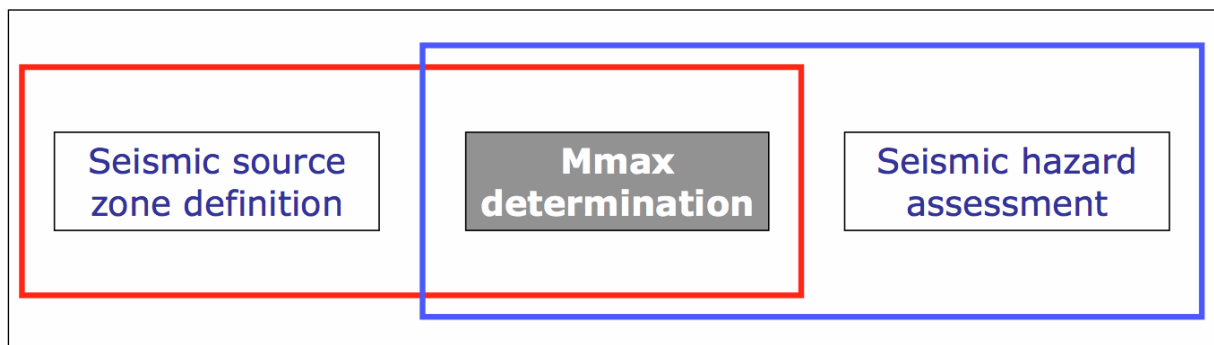 Seismic source
zone definition
Mmax
determination
Seismic hazard
assessment